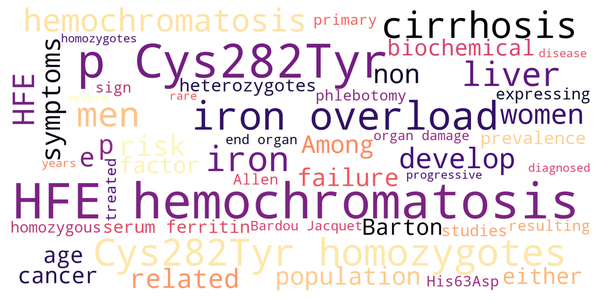 hemochromatosis primary cirrhosis
homozygotes biochemical disease
p Cys282Tyr non liver
HFE symptoms sign heterozygotes phlebotomy expressing
severe rare men iron overload women
end organ organ damage
e p risk iron Among develop prevalence
years factor Allen failure progressive diagnosed
treated
HFE hemochromatosis
homozygous serum ferritin Bardou Jacquet Barton studies resulting
age Cys282Tyr homozygotes
cancer related population His63Asp either